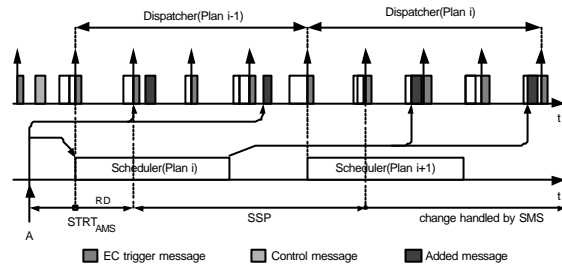 Dispatcher(Plan i-1)
Dispatcher(Plan i)
t
Scheduler(Plan i)
Scheduler(Plan i+1)
t
RD
STRT AMS
SSP
change handled by SMS
A
EC trigger message
Control message
Added message